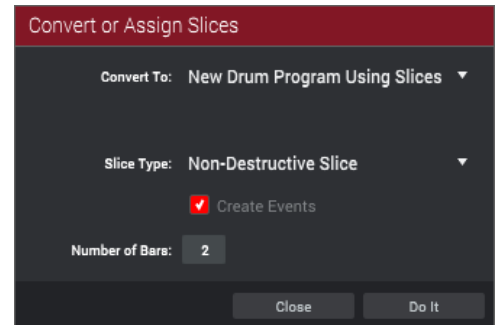 Convert or Assign Slices
Convert To: New Drum Program Using Slices
Slice Type: Non-Destructive Slice
Create Events
Number of Bars: 2
Close Do It